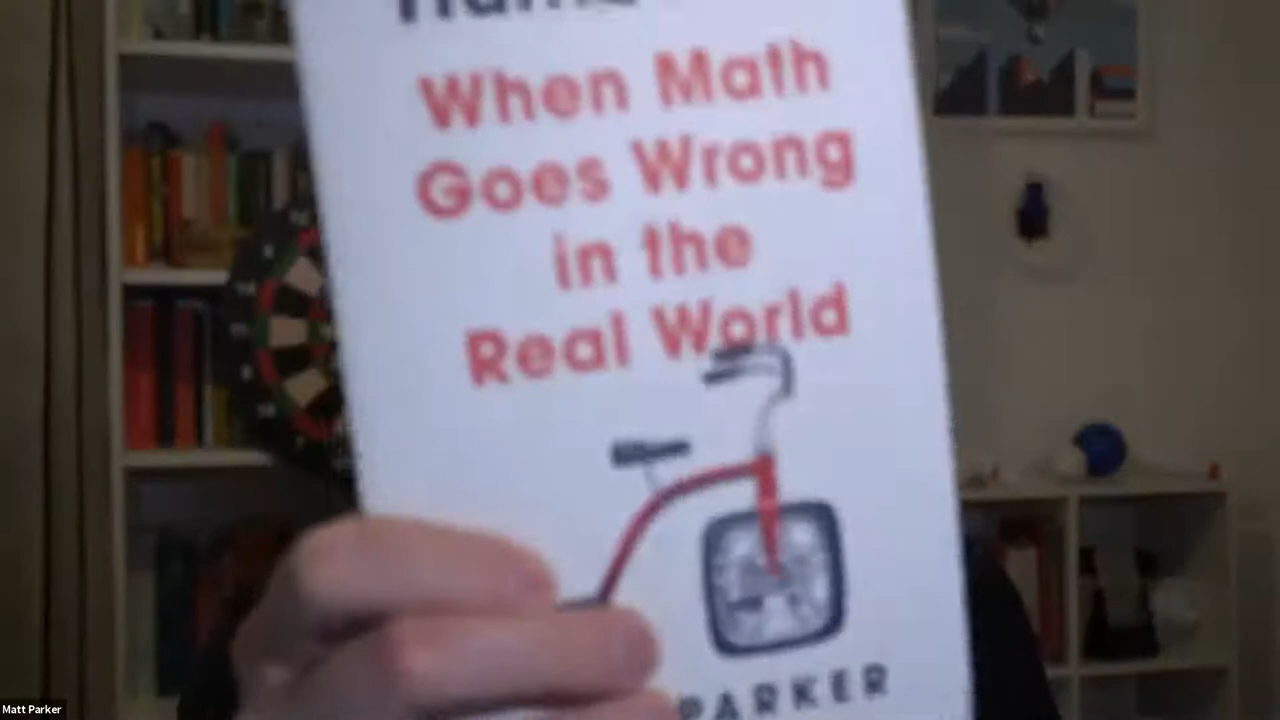 When Math
Goes Wrong
in the
Real World
PARKER
Matt Parker